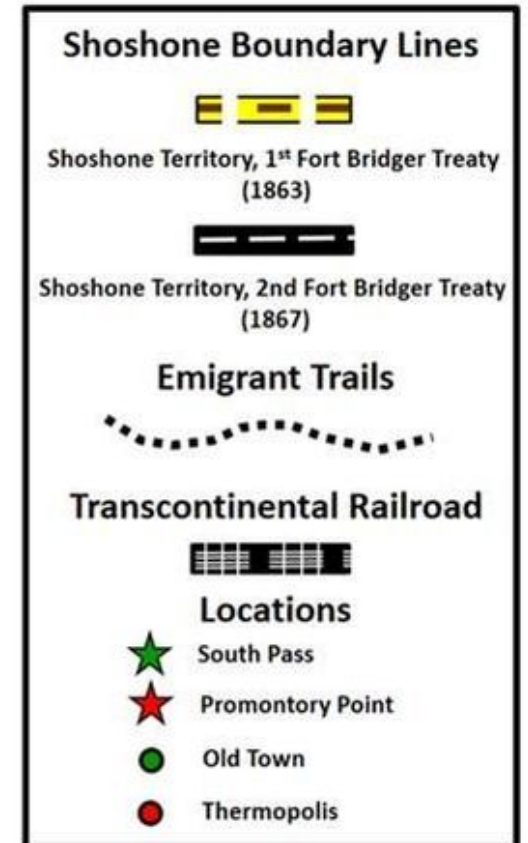 Shoshone Boundary Lines
Shoshone Territory, 1st Fort Bridger Treaty
(1863)
Shoshone Territory, 2nd Fort Bridger Treaty
(1867)
Emigrant Trails
Transcontinental Railroad
Locations
South Pass
Promontory Point
Old Town
Thermopolis